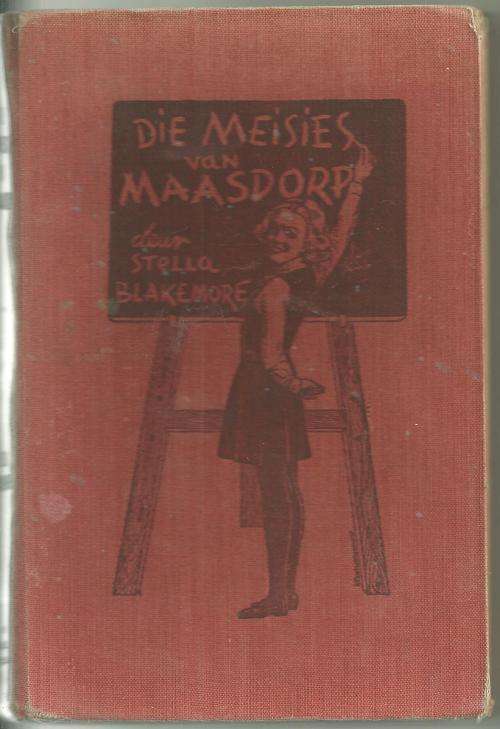 Die Meisies
van
Maasdorp
deur
Stella
Blakemore